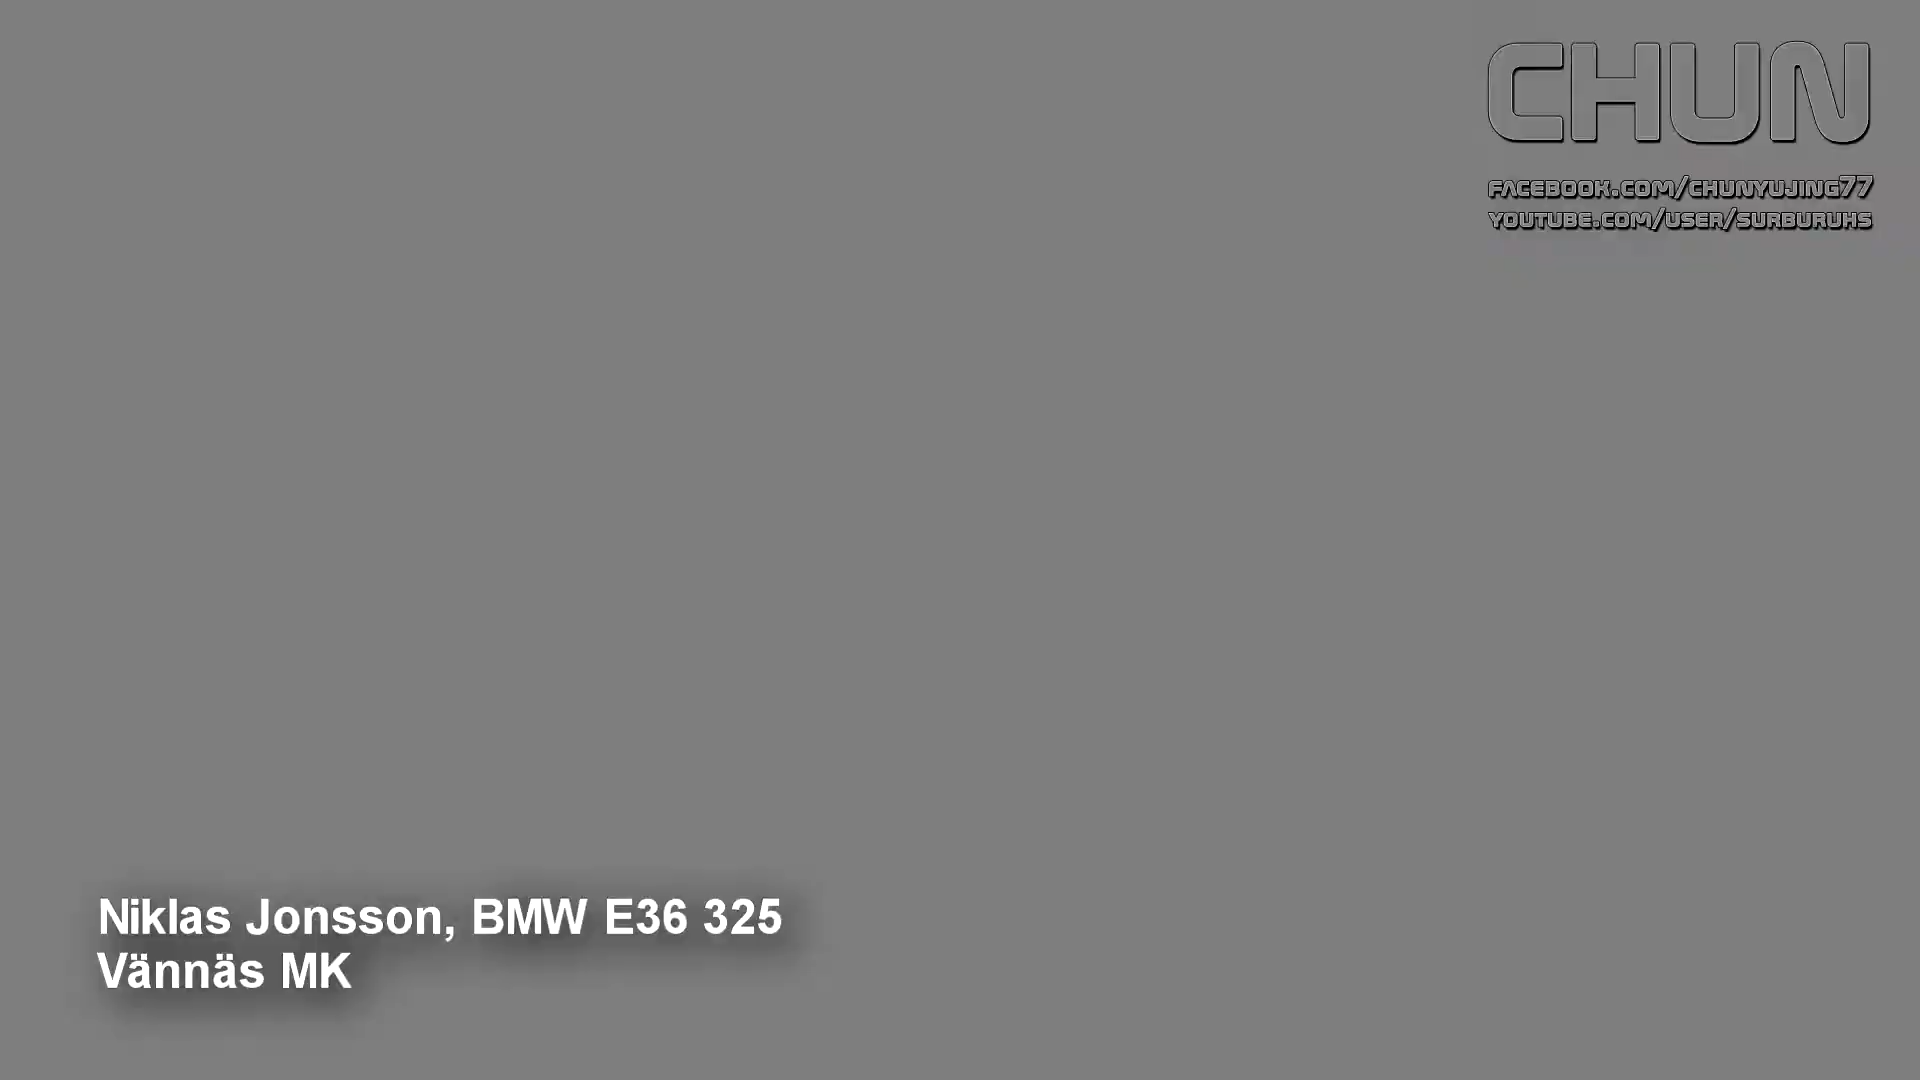 CHUN
FACEBOOK.COM/CHUNYUJING77
YOUTUBE.COM/USER/SURBURUHS
Niklas Jonsson, BMW E36 325
Vännäs MK